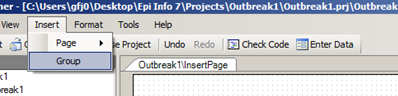 ner - [C:\Users\gfj0\Desktop\Epi Info 7\Projects\Outbreak1\Outbreak1.prj\Outbreak
View Insert Format Tools Help
e Project Undo Redo Check Code Enter Data
Page
Group
Outbreak1\InsertPage
k1
reak1